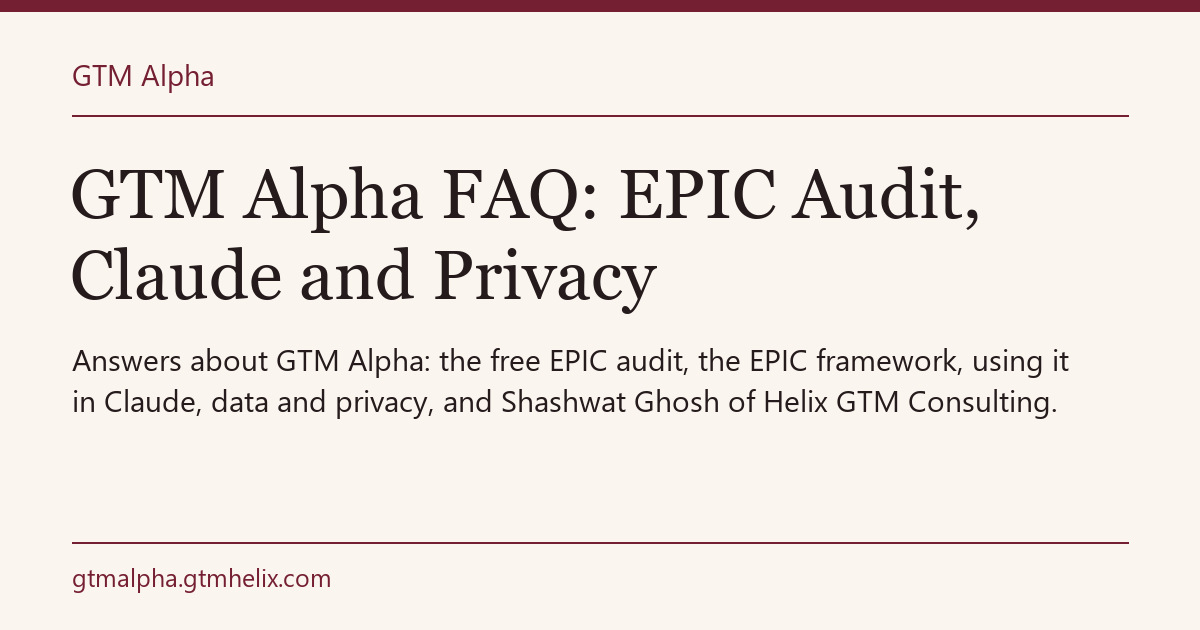 GTM Alpha
GTM Alpha FAQ: EPIC Audit,
Claude and Privacy
Answers about GTM Alpha: the free EPIC audit, the EPIC framework, using it
in Claude, data and privacy, and Shashwat Ghosh of Helix GTM Consulting.
gtmalpha.gtmhelix.com